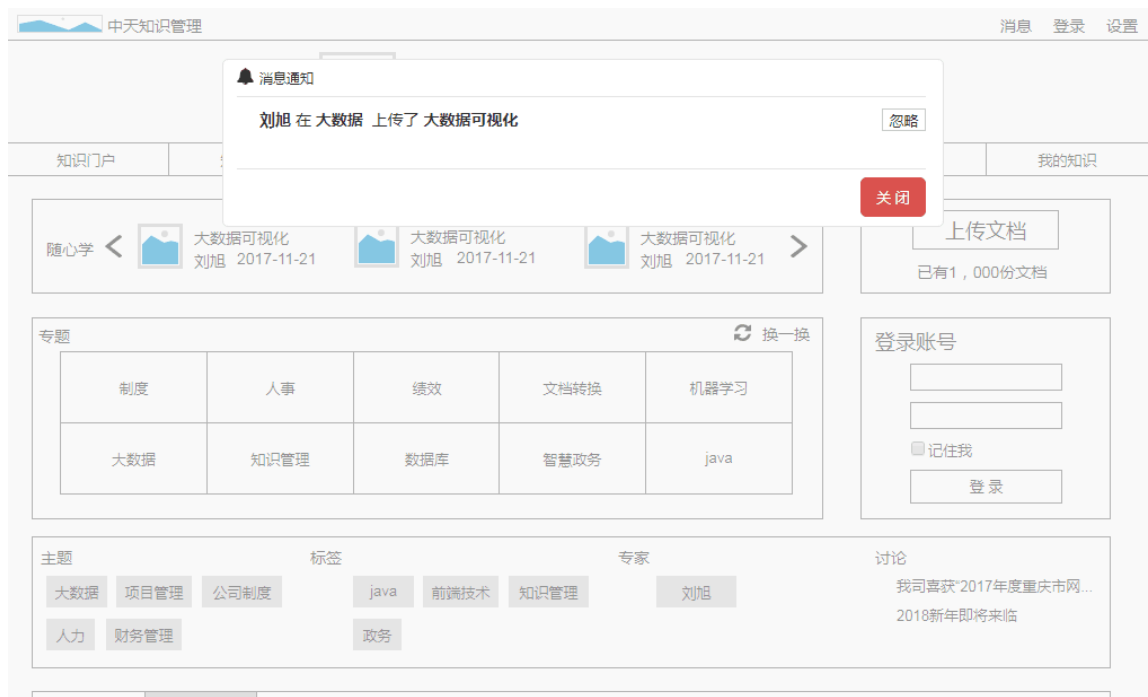 中天知识管理
消息 登录 设置
消息通知
刘旭 在 大数据 上传了 大数据可视化
忽略
关闭
知识门户
我的知识
随心学
大数据可视化
刘旭 2017-11-21
大数据可视化
刘旭 2017-11-21
大数据可视化
刘旭 2017-11-21
上传文档
已有1，000份文档
专题
换一换
制度 人事 绩效 文档转换 机器学习
大数据 知识管理 数据库 智慧政务 java
登录账号
记住我
登录
主题
大数据 项目管理 公司制度
人力 财务管理
标签
java 前端技术 知识管理
政务
专家
刘旭
讨论
我司喜获“2017年度重庆市网...
2018新年即将来临